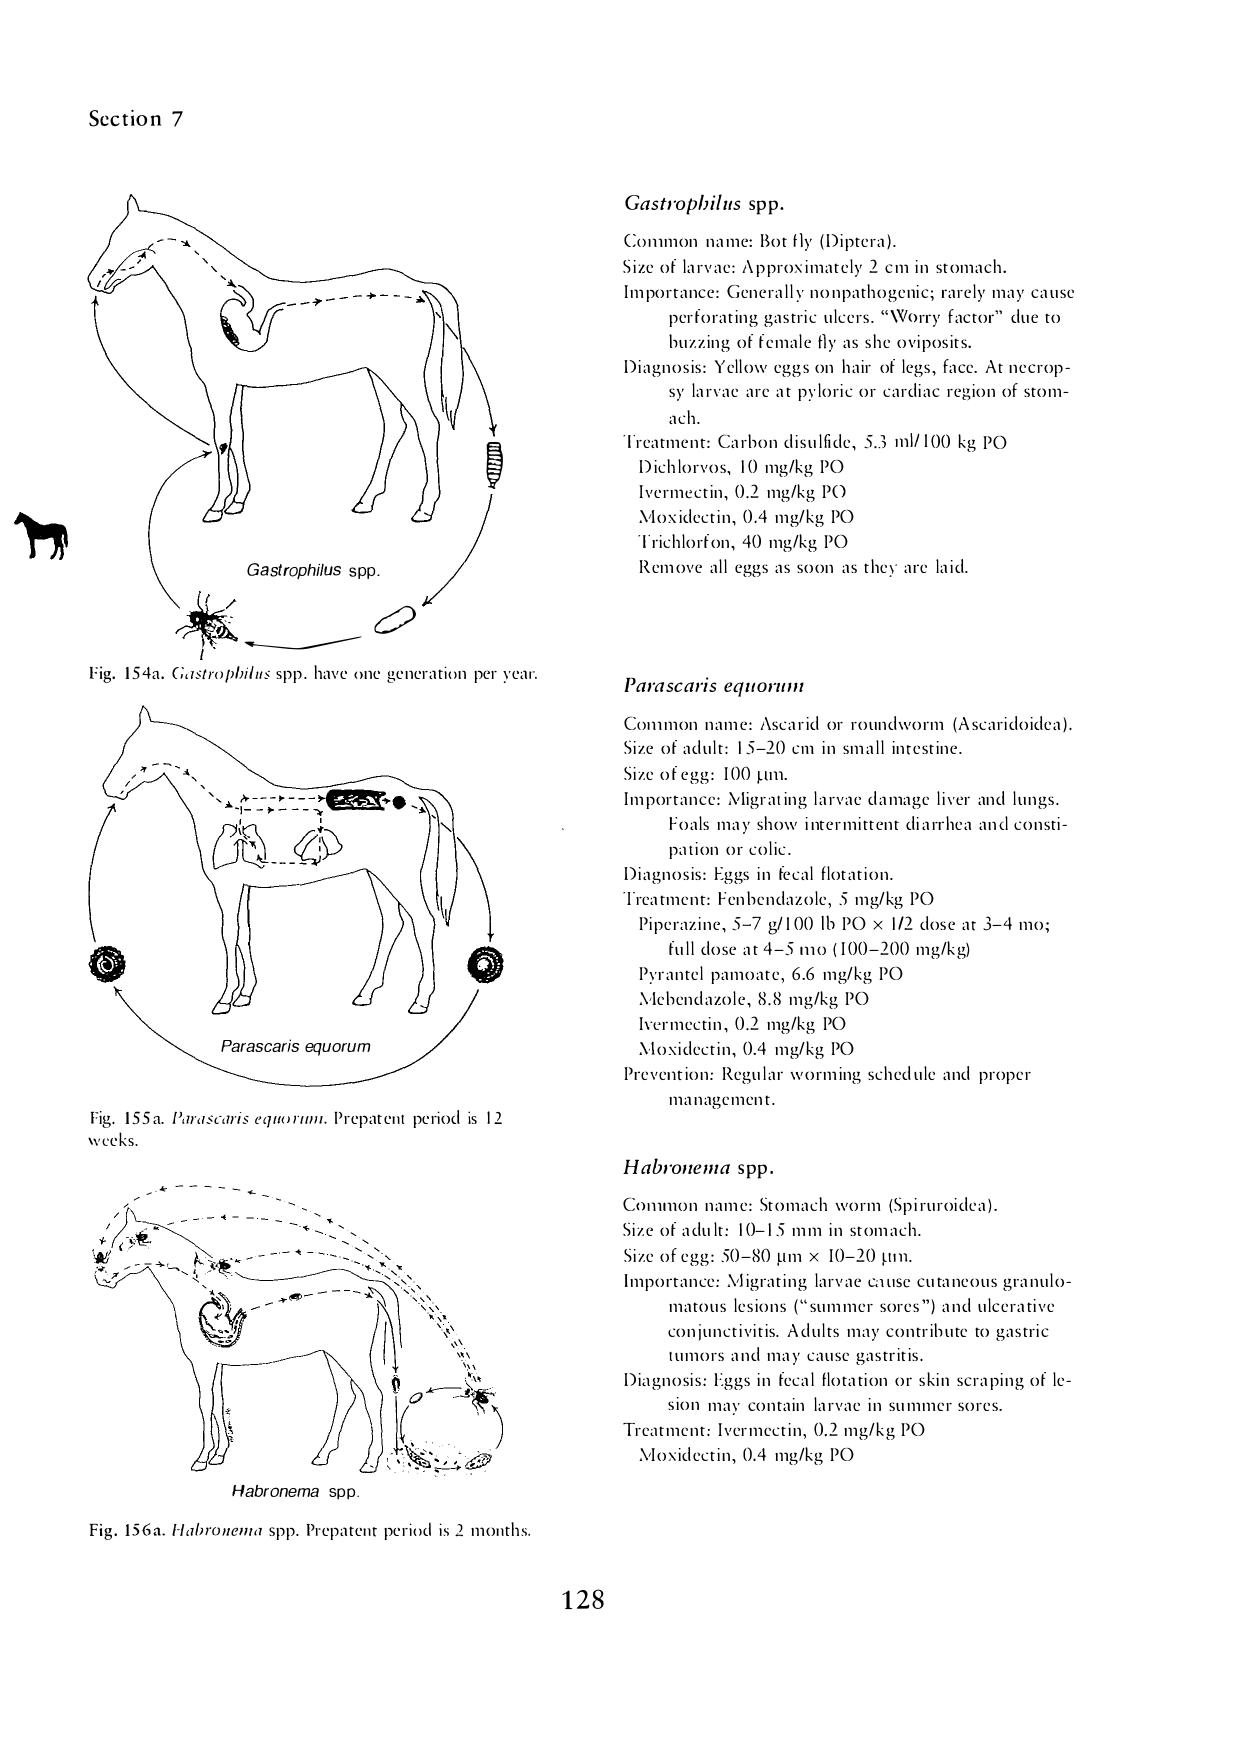 Section 7
Gastrophilus spp.
Fig. 154a. Gastrophilus spp. have one generation per year.
Parascaris equorum
Fig. 155a. Parascaris equorum. Prepatent period is 12
weeks.
Habronema spp.
Fig. 156a. Habronema spp. Prepatent period is 2 months.
Gastrophilus spp.
Common name: Bot fly (Diptera).
Size of larvae: Approximately 2 cm in stomach.
Importance: Generally nonpathogenic; rarely may cause
perforating gastric ulcers. “Worry factor” due to
buzzing of female fly as she oviposits.
Diagnosis: Yellow eggs on hair of legs, face. At necrop-
sy larvae are at pyloric or cardiac region of stom-
ach.
Treatment: Carbon disulfide, 5.3 ml/100 kg PO
Dichlorvos, 10 mg/kg PO
Ivermectin, 0.2 mg/kg PO
Moxidectin, 0.4 mg/kg PO
Trichlorfon, 40 mg/kg PO
Remove all eggs as soon as they are laid.
Parascaris equorum
Common name: Ascarid or roundworm (Ascaridoidea).
Size of adult: 15–20 cm in small intestine.
Size of egg: 100 µm.
Importance: Migrating larvae damage liver and lungs.
Foals may show intermittent diarrhea and consti-
pation or colic.
Diagnosis: Eggs in fecal flotation.
Treatment: Fenbendazole, 5 mg/kg PO
Piperazine, 5–7 g/100 lb PO × 1/2 dose at 3–4 mo;
full dose at 4–5 mo (100–200 mg/kg)
Pyrantel pamoate, 6.6 mg/kg PO
Mebendazole, 8.8 mg/kg PO
Ivermectin, 0.2 mg/kg PO
Moxidectin, 0.4 mg/kg PO
Prevention: Regular worming schedule and proper
management.
Habronema spp.
Common name: Stomach worm (Spiruroidea).
Size of adult: 10–15 mm in stomach.
Size of egg: 50–80 µm × 10–20 µm.
Importance: Migrating larvae cause cutaneous granulo-
matous lesions (“summer sores”) and ulcerative
conjunctivitis. Adults may contribute to gastric
tumors and may cause gastritis.
Diagnosis: Eggs in fecal flotation or skin scraping of le-
sion may contain larvae in summer sores.
Treatment: Ivermectin, 0.2 mg/kg PO
Moxidectin, 0.4 mg/kg PO
128